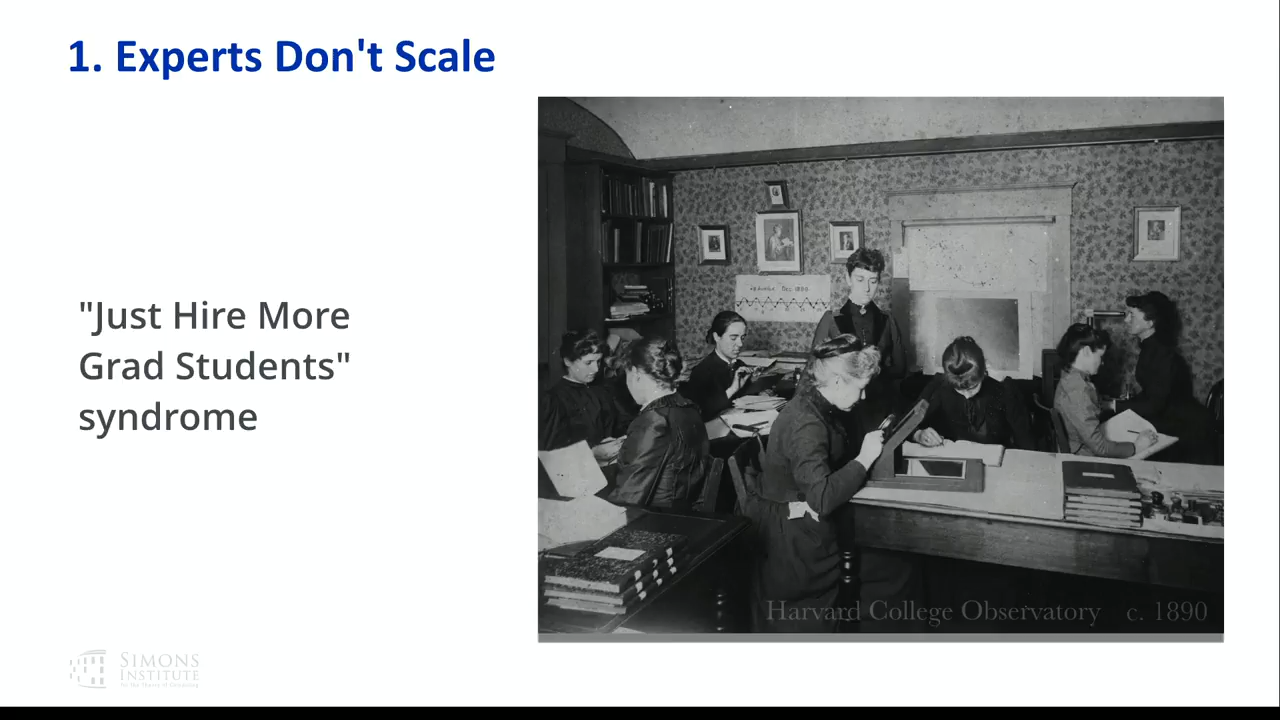 1. Experts Don't Scale
"Just Hire More
Grad Students"
syndrome
Harvard College Observatory c. 1890
SIMONS
INSTITUTE